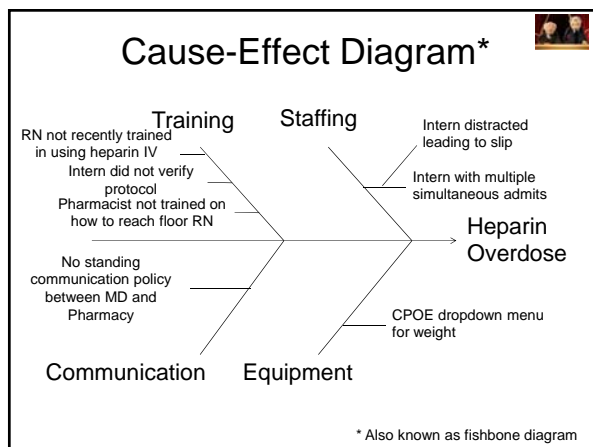 Cause-Effect Diagram*
Training
Staffing
RN not recently trained
in using heparin IV
Intern did not verify
protocol
Pharmacist not trained on
how to reach floor RN
Intern distracted
leading to slip
Intern with multiple
simultaneous admits
Heparin
Overdose
No standing
communication policy
between MD and
Pharmacy
CPOE dropdown menu
for weight
Communication
Equipment
* Also known as fishbone diagram